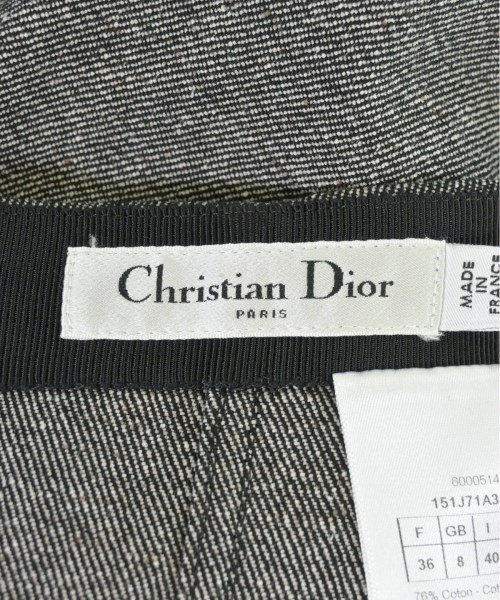 Christian Dior
PARIS
MADE
IN
FRANCE
6000514
151J71A3
F GB I
36 8 40
76% Coton - Cot